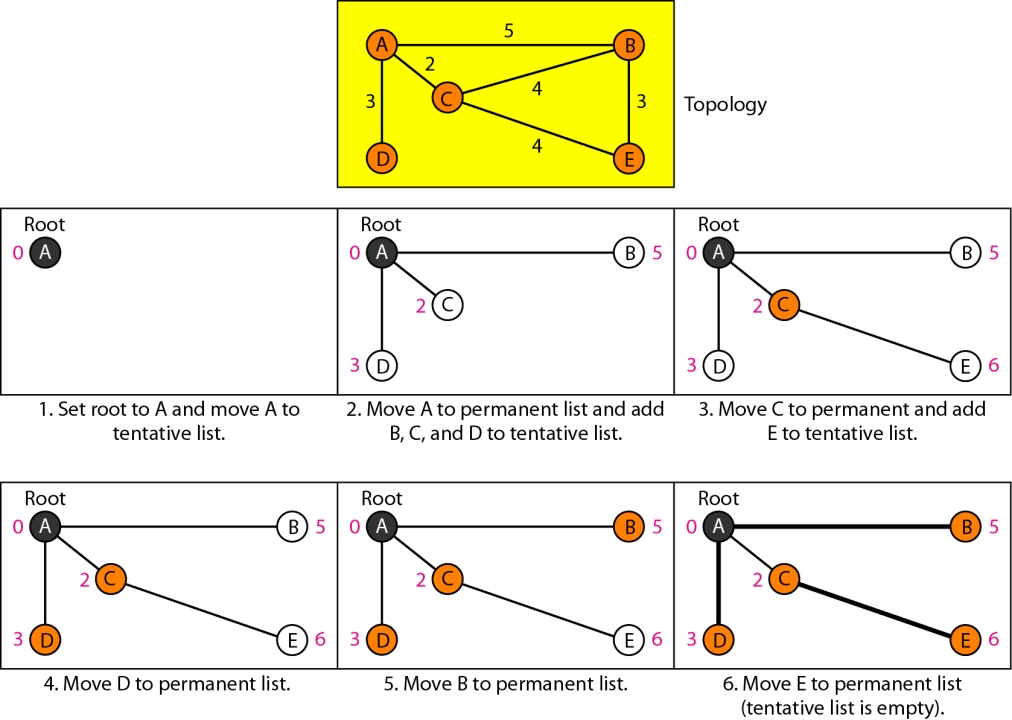 5
A
B
2
C
4
3
3
Topology
4
D
E
Root
0 A
1. Set root to A and move A to
tentative list.
Root
0 A
B 5
2 C
3 D
2. Move A to permanent list and add
B, C, and D to tentative list.
Root
0 A
B 5
2 C
3 D
E 6
3. Move C to permanent and add
E to tentative list.
Root
0 A
B 5
2 C
3 D
E 6
4. Move D to permanent list.
Root
0 A
B 5
2 C
3 D
E 6
5. Move B to permanent list.
Root
0 A
B 5
2 C
3 D
E 6
6. Move E to permanent list
(tentative list is empty).